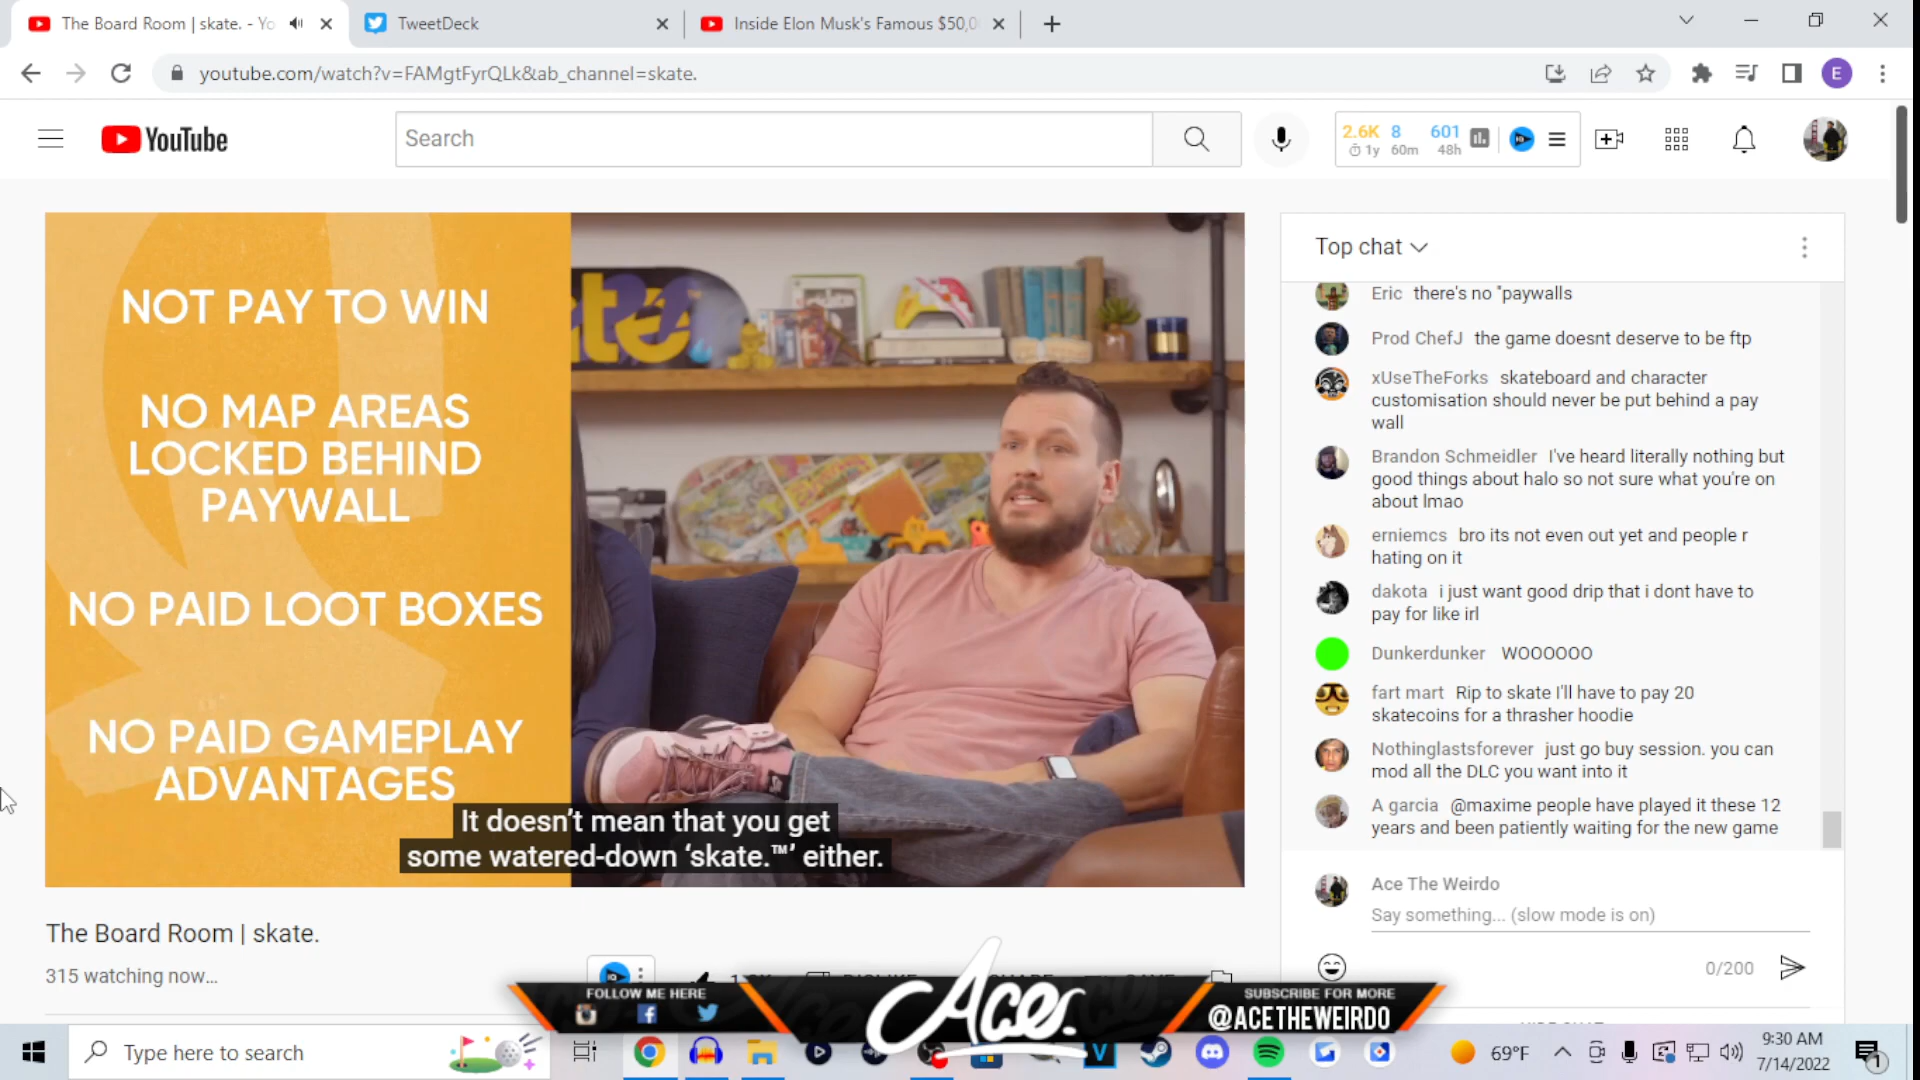 The Board Room | skate. - Yo
TweetDeck
Inside Elon Musk's Famous $50,0
youtube.com/watch?v=FAMgtFyrQLk&ab_channel=skate.
E
YouTube
Search
2.6K 8 601
1y 60m 48h
NOT PAY TO WIN
NO MAP AREAS
LOCKED BEHIND
PAYWALL
NO PAID LOOT BOXES
NO PAID GAMEPLAY
ADVANTAGES
It doesn't mean that you get
some watered-down 'skate.™' either.
Top chat
Eric there's no "paywalls
Prod ChefJ the game doesnt deserve to be ftp
xUseTheForks skateboard and character
customisation should never be put behind a pay
wall
Brandon Schmeidler I've heard literally nothing but
good things about halo so not sure what you're on
about lmao
erniemcs bro its not even out yet and people r
hating on it
dakota i just want good drip that i dont have to
pay for like irl
Dunkerdunker WOOOOOO
fart mart Rip to skate I'll have to pay 20
skatecoins for a thrasher hoodie
Nothinglastsforever just go buy session. you can
mod all the DLC you want into it
A garcia @maxime people have played it these 12
years and been patiently waiting for the new game
Ace The Weirdo
Say something... (slow mode is on)
0/200
The Board Room | skate.
315 watching now...
FOLLOW ME HERE
Aces.
SUBSCRIBE FOR MORE
@ACETHEWEIRDO
Type here to search
69°F
9:30 AM
7/14/2022
1